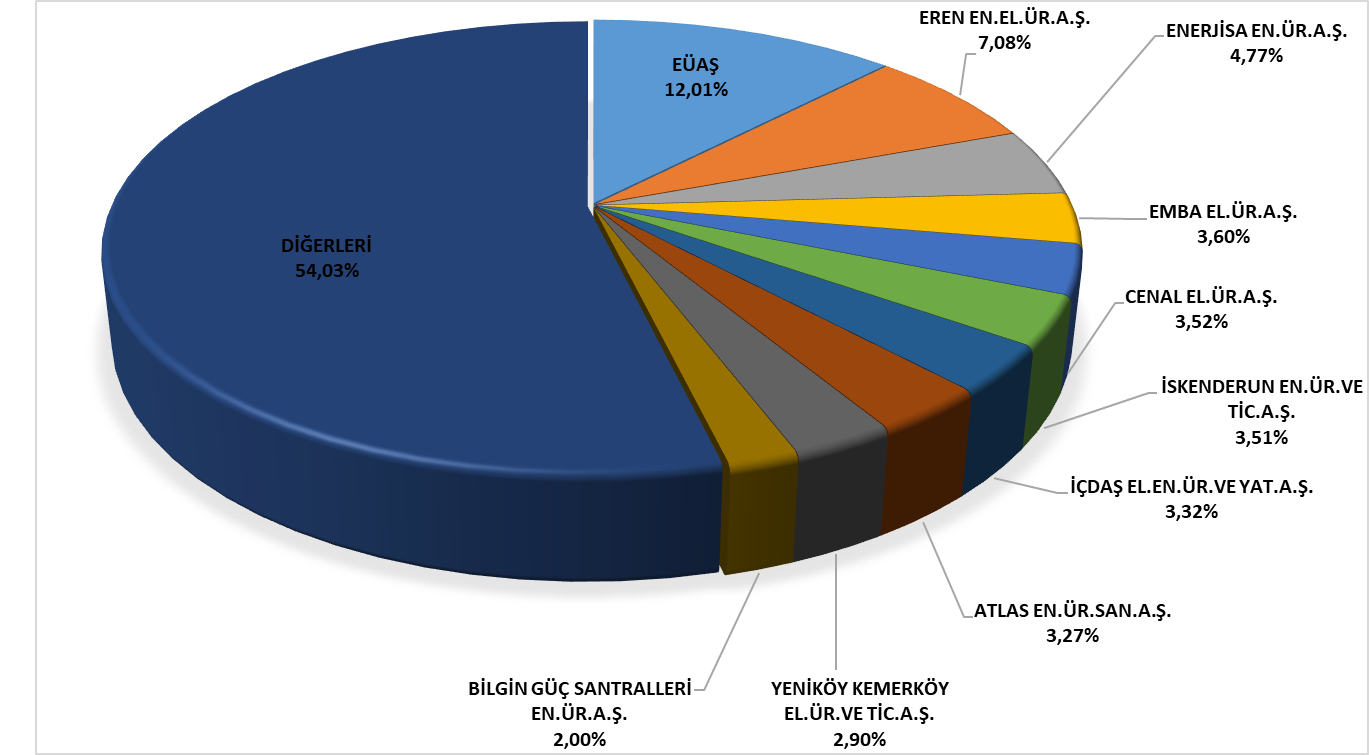 EÜAŞ
12,01%
EREN EN.EL.ÜR.A.Ş.
7,08%
ENERJİSA EN.ÜR.A.Ş.
4,77%
EMBA EL.ÜR.A.Ş.
3,60%
CENAL EL.ÜR.A.Ş.
3,52%
İSKENDERUN EN.ÜR.VE
TİC.A.Ş.
3,51%
İÇDAŞ EL.EN.ÜR.VE YAT.A.Ş.
3,32%
ATLAS EN.ÜR.SAN.A.Ş.
3,27%
YENİKÖY KEMERKÖY
EL.ÜR.VE TİC.A.Ş.
2,90%
BİLGİN GÜÇ SANTRALLERİ
EN.ÜR.A.Ş.
2,00%
DİĞERLERİ
54,03%